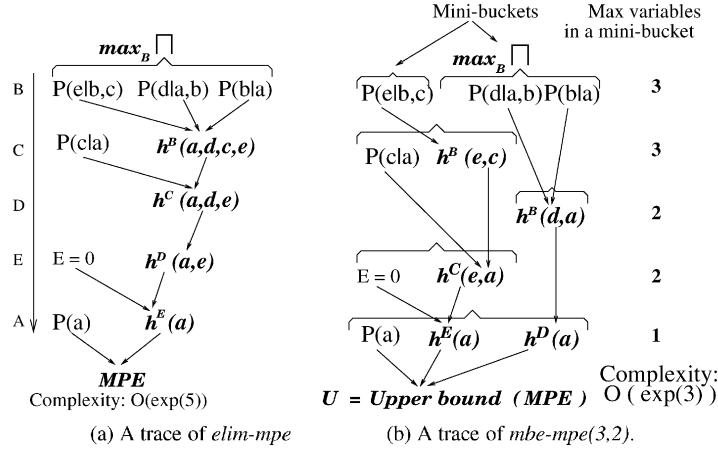 Mini-buckets
Max variables
in a mini-bucket
max_B ∏
B P(e|b,c) P(d|a,b) P(b|a)
C P(c|a) h^B (a,d,c,e)
D h^C (a,d,e)
E E = 0 h^D (a,e)
A P(a) h^E (a)
MPE
Complexity: O(exp(5))
(a) A trace of elim-mpe
max_B ∏
P(e|b,c) P(d|a,b) P(b|a) 3
P(c|a) h^B (e,c) 3
h^B (d,a) 2
E = 0 h^C (e,a) 2
P(a) h^E (a) h^D (a) 1
U = Upper bound (MPE)
Complexity:
O ( exp(3) )
(b) A trace of mbe-mpe(3,2).